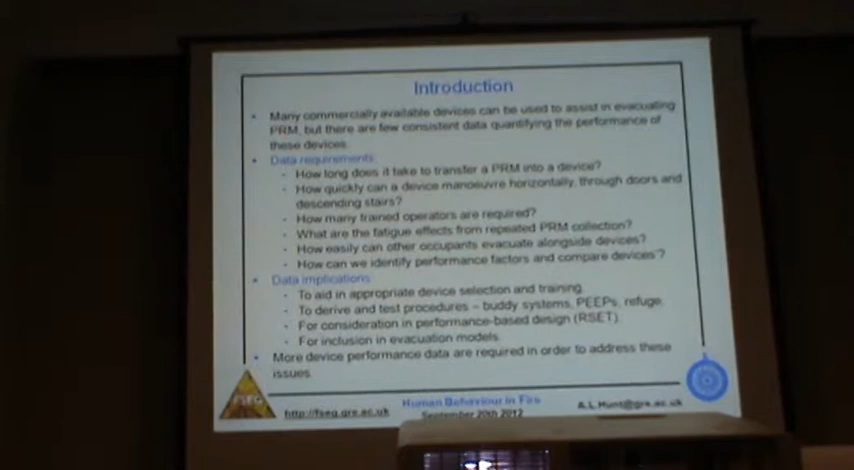 Introduction
• Many commercially available devices can be used to assist in evacuating
PRM, but there are few consistent data quantifying the performance of
these devices.
• Data requirements:
- How long does it take to transfer a PRM into a device?
- How quickly can a device manoeuvre horizontally, through doors and
descending stairs?
- How many trained operators are required?
- What are the fatigue effects from repeated PRM collection?
- How easily can other occupants evacuate alongside devices?
- How can we identify performance factors and compare devices?
• Data implications:
- To aid in appropriate device selection and training.
- To derive and test procedures – buddy systems, PEEPs, refuge.
- For consideration in performance-based design (RSET).
- For inclusion in evacuation models.
• More device performance data are required in order to address these
issues.
FSEG
http://fseg.gre.ac.uk
Human Behaviour in Fire
September 20th 2012
A.L.Hunt@gre.ac.uk